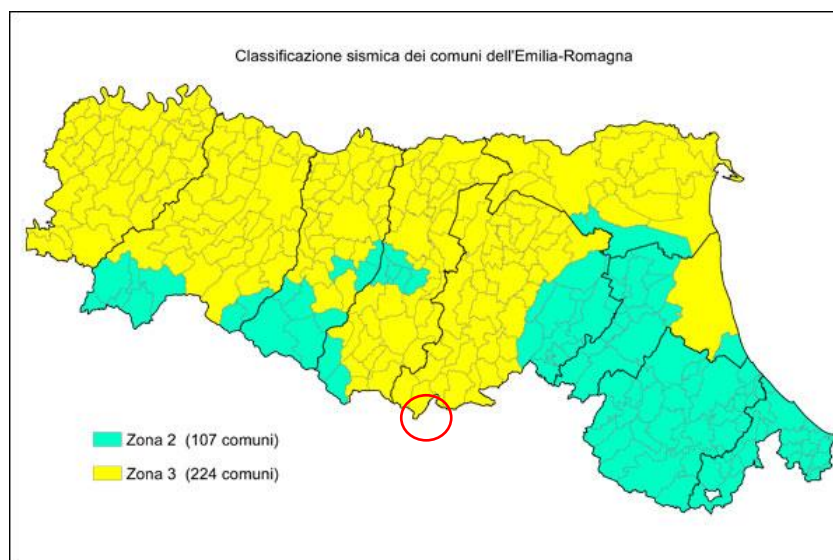 Classificazione sismica dei comuni dell'Emilia-Romagna
Zona 2 (107 comuni)
Zona 3 (224 comuni)